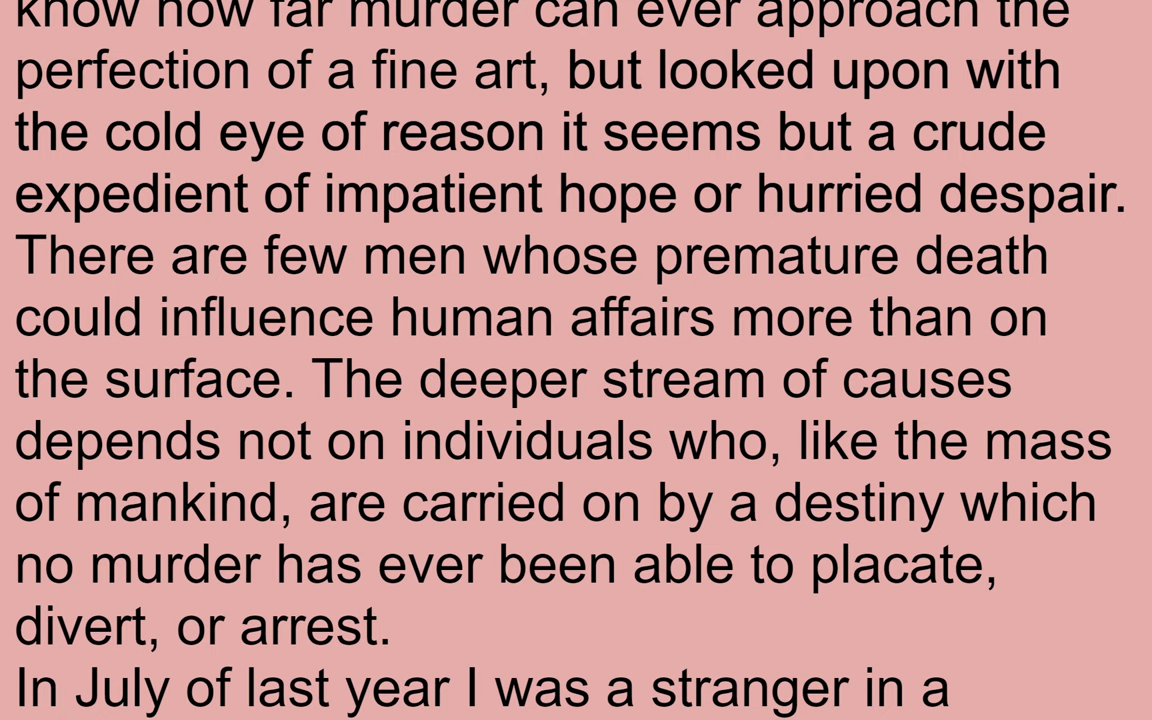 know how far murder can ever approach the
perfection of a fine art, but looked upon with
the cold eye of reason it seems but a crude
expedient of impatient hope or hurried despair.
There are few men whose premature death
could influence human affairs more than on
the surface. The deeper stream of causes
depends not on individuals who, like the mass
of mankind, are carried on by a destiny which
no murder has ever been able to placate,
divert, or arrest.
In July of last year I was a stranger in a